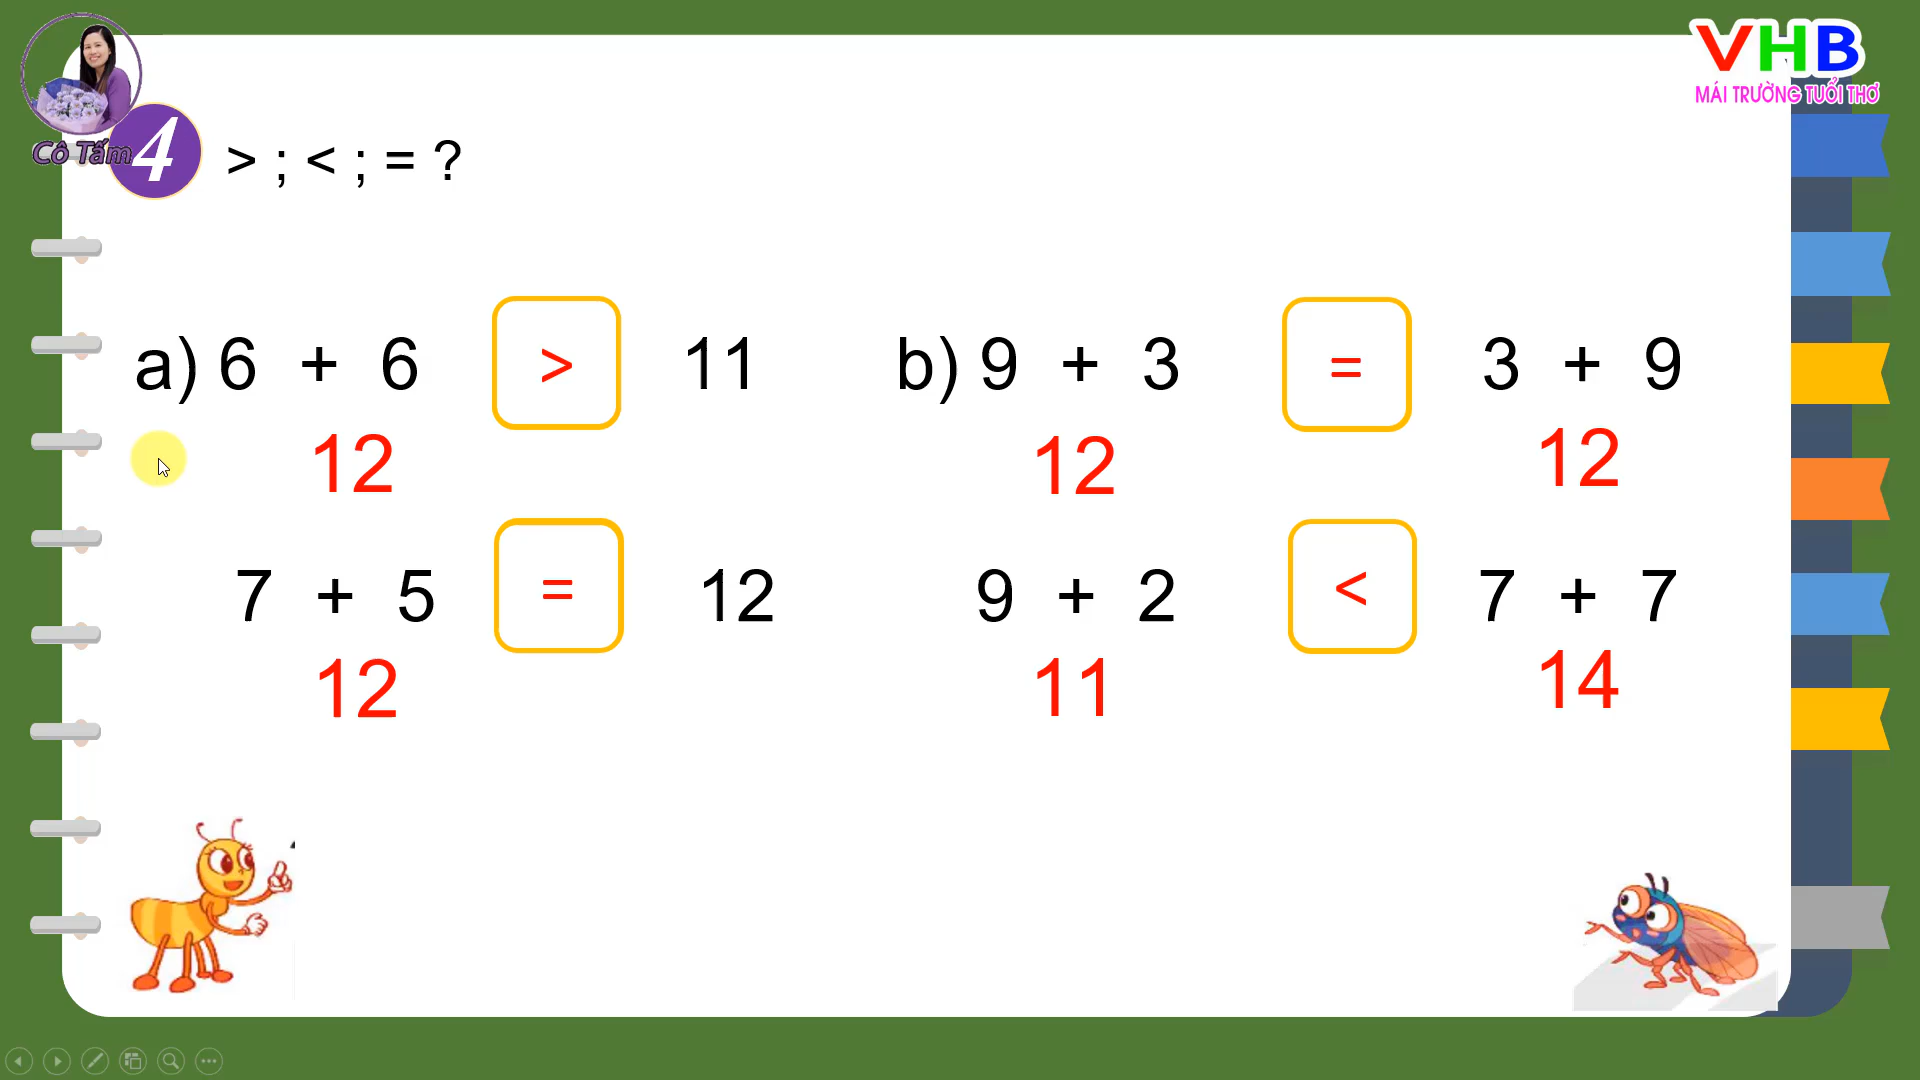 VHB
MÁI TRƯỜNG TUỔI THƠ
Cô Tấm
4 > ; < ; = ?
a) 6 + 6 > 11
12
7 + 5 = 12
12
b) 9 + 3 = 3 + 9
12 12
9 + 2 < 7 + 7
11 14